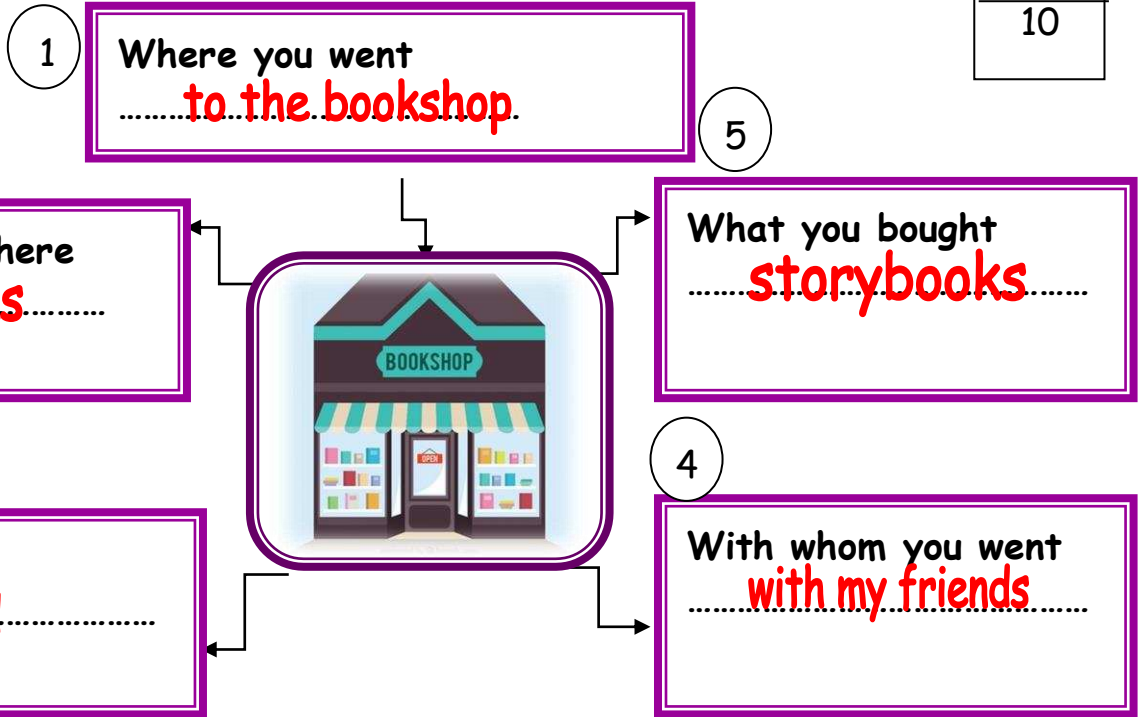 1
Where you went
to the bookshop
10
5
What you bought
storybooks
here
s
BOOKSHOP
OPEN
4
With whom you went
with my friends